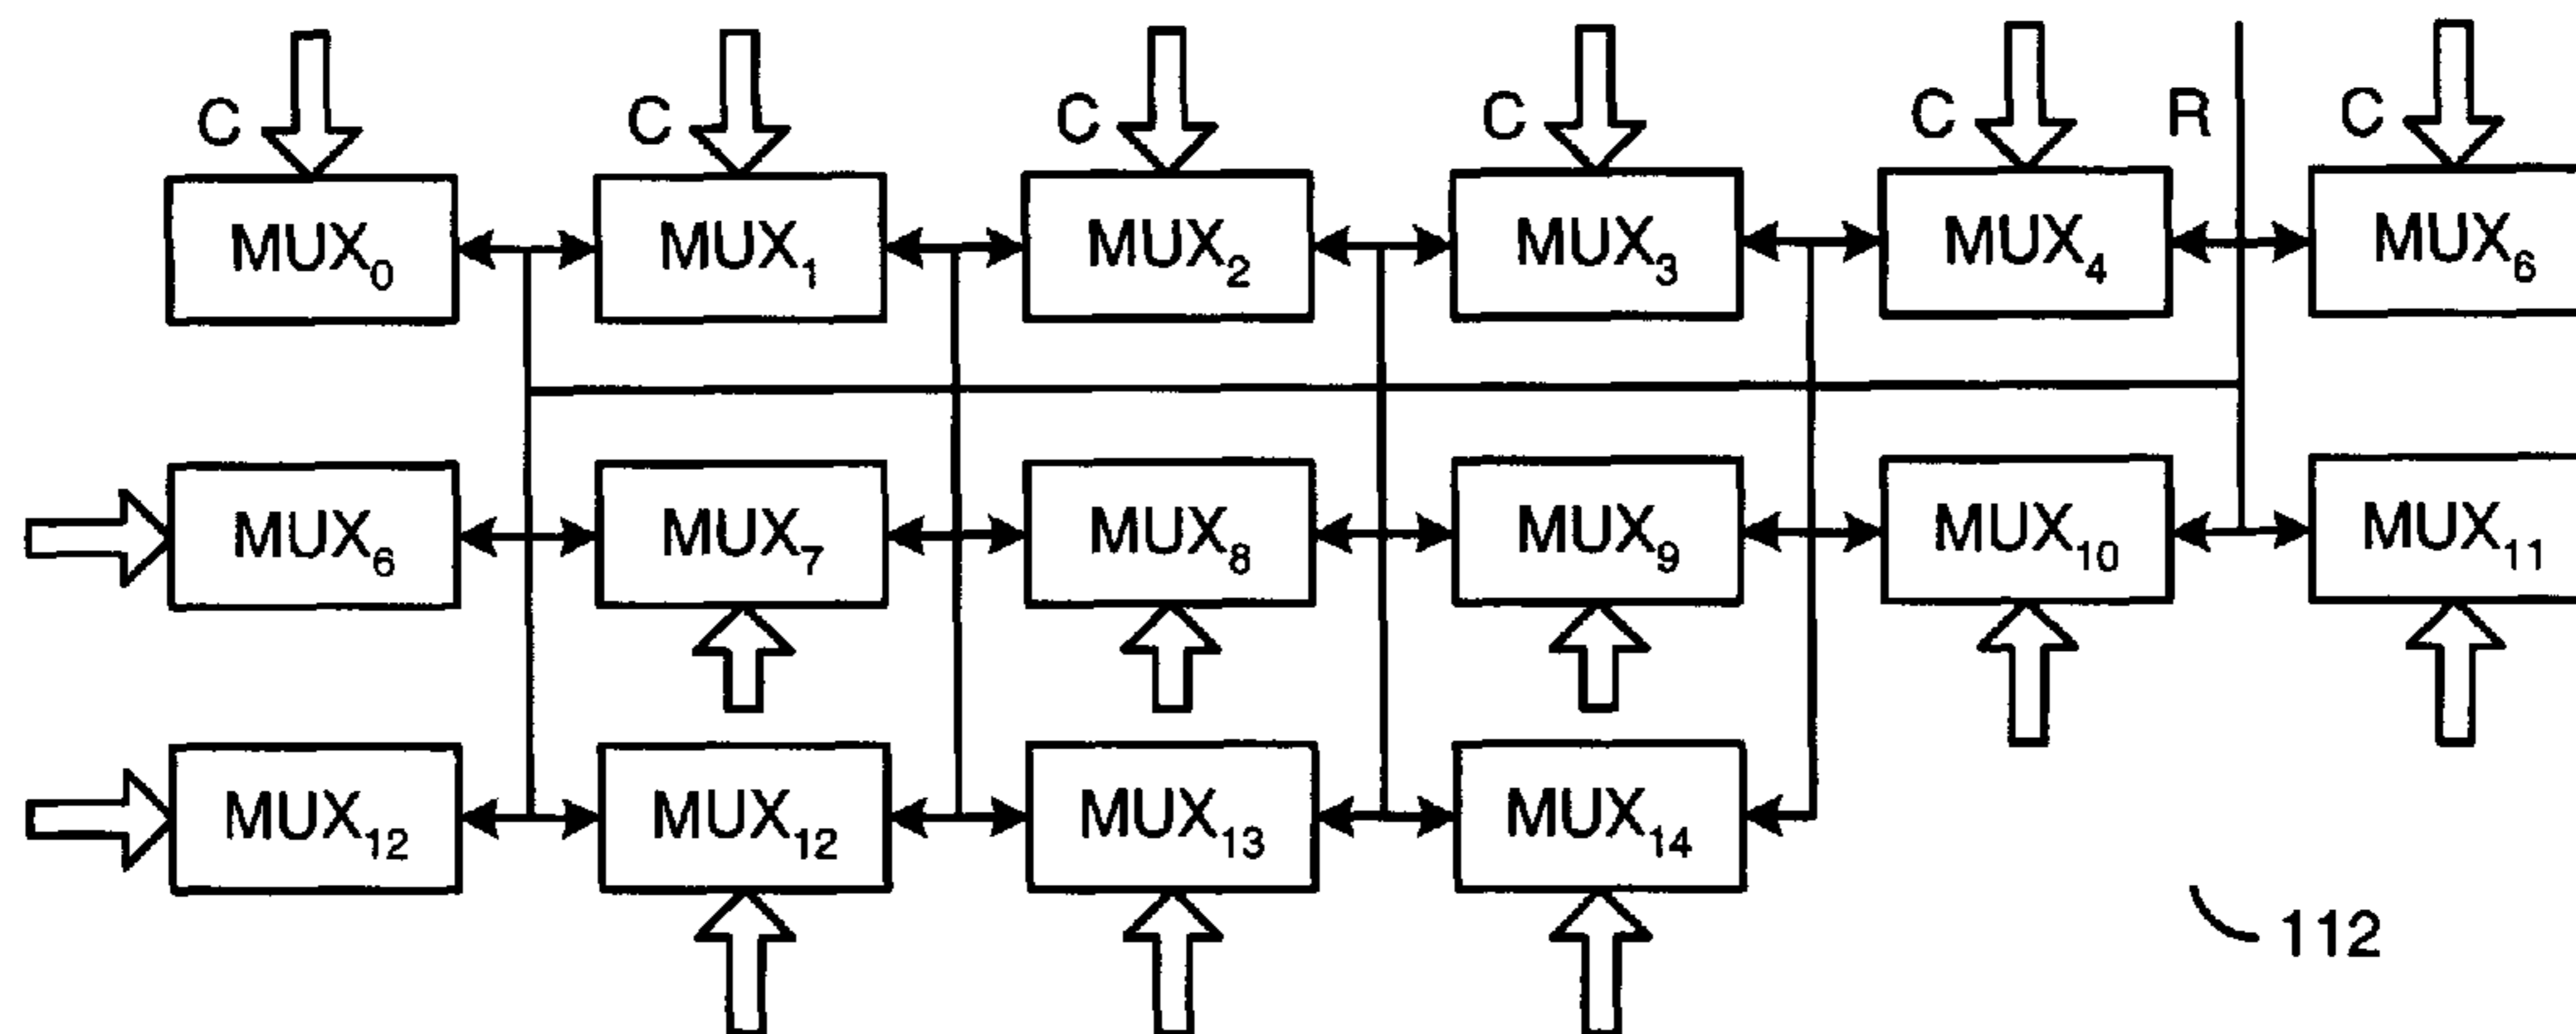 C C C C C R C
MUX₀ MUX₁ MUX₂ MUX₃ MUX₄ MUX₆
MUX₆ MUX₇ MUX₈ MUX₉ MUX₁₀ MUX₁₁
MUX₁₂ MUX₁₂ MUX₁₃ MUX₁₄
112